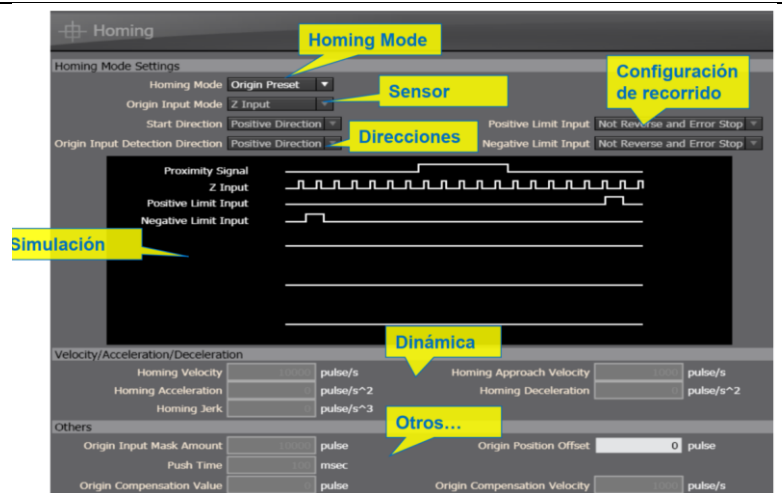 Homing
Homing Mode
Homing Mode Settings
Homing Mode Origin Preset
Origin Input Mode Z Input
Sensor
Configuración
de recorrido
Start Direction Positive Direction
Positive Limit Input Not Reverse and Error Stop
Origin Input Detection Direction Positive Direction
Direcciones
Negative Limit Input Not Reverse and Error Stop
Proximity Signal
Z Input
Positive Limit Input
Negative Limit Input
Simulación
Dinámica
Velocity/Acceleration/Deceleration
Homing Velocity 10000 pulse/s
Homing Approach Velocity 1000 pulse/s
Homing Acceleration 0 pulse/s^2
Homing Deceleration 0 pulse/s^2
Homing Jerk 0 pulse/s^3
Otros...
Others
Origin Input Mask Amount 10000 pulse
Origin Position Offset 0 pulse
Push Time 100 msec
Origin Compensation Value 0 pulse
Origin Compensation Velocity 1000 pulse/s